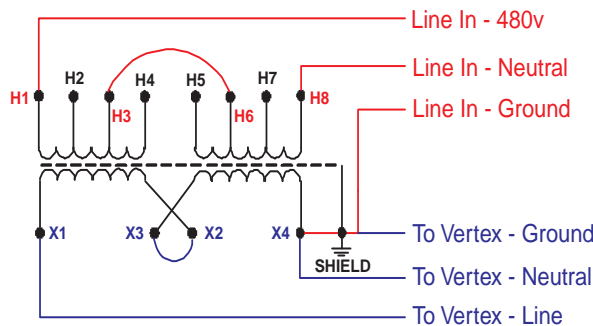 Line In - 480v
Line In - Neutral
Line In - Ground
H1
H2
H3
H4
H5
H6
H7
H8
X1
X3
X2
X4
SHIELD
To Vertex - Ground
To Vertex - Neutral
To Vertex - Line